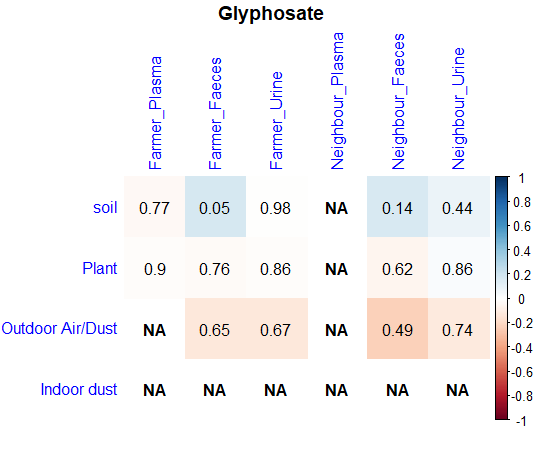 Glyphosate
Farmer_Plasma
Farmer_Faeces
Farmer_Urine
Neighbour_Plasma
Neighbour_Faeces
Neighbour_Urine
soil 0.77 0.05 0.98 NA 0.14 0.44
Plant 0.9 0.76 0.86 NA 0.62 0.86
Outdoor Air/Dust NA 0.65 0.67 NA 0.49 0.74
Indoor dust NA NA NA NA NA NA
1
0.8
0.6
0.4
0.2
0
-0.2
-0.4
-0.6
-0.8
-1